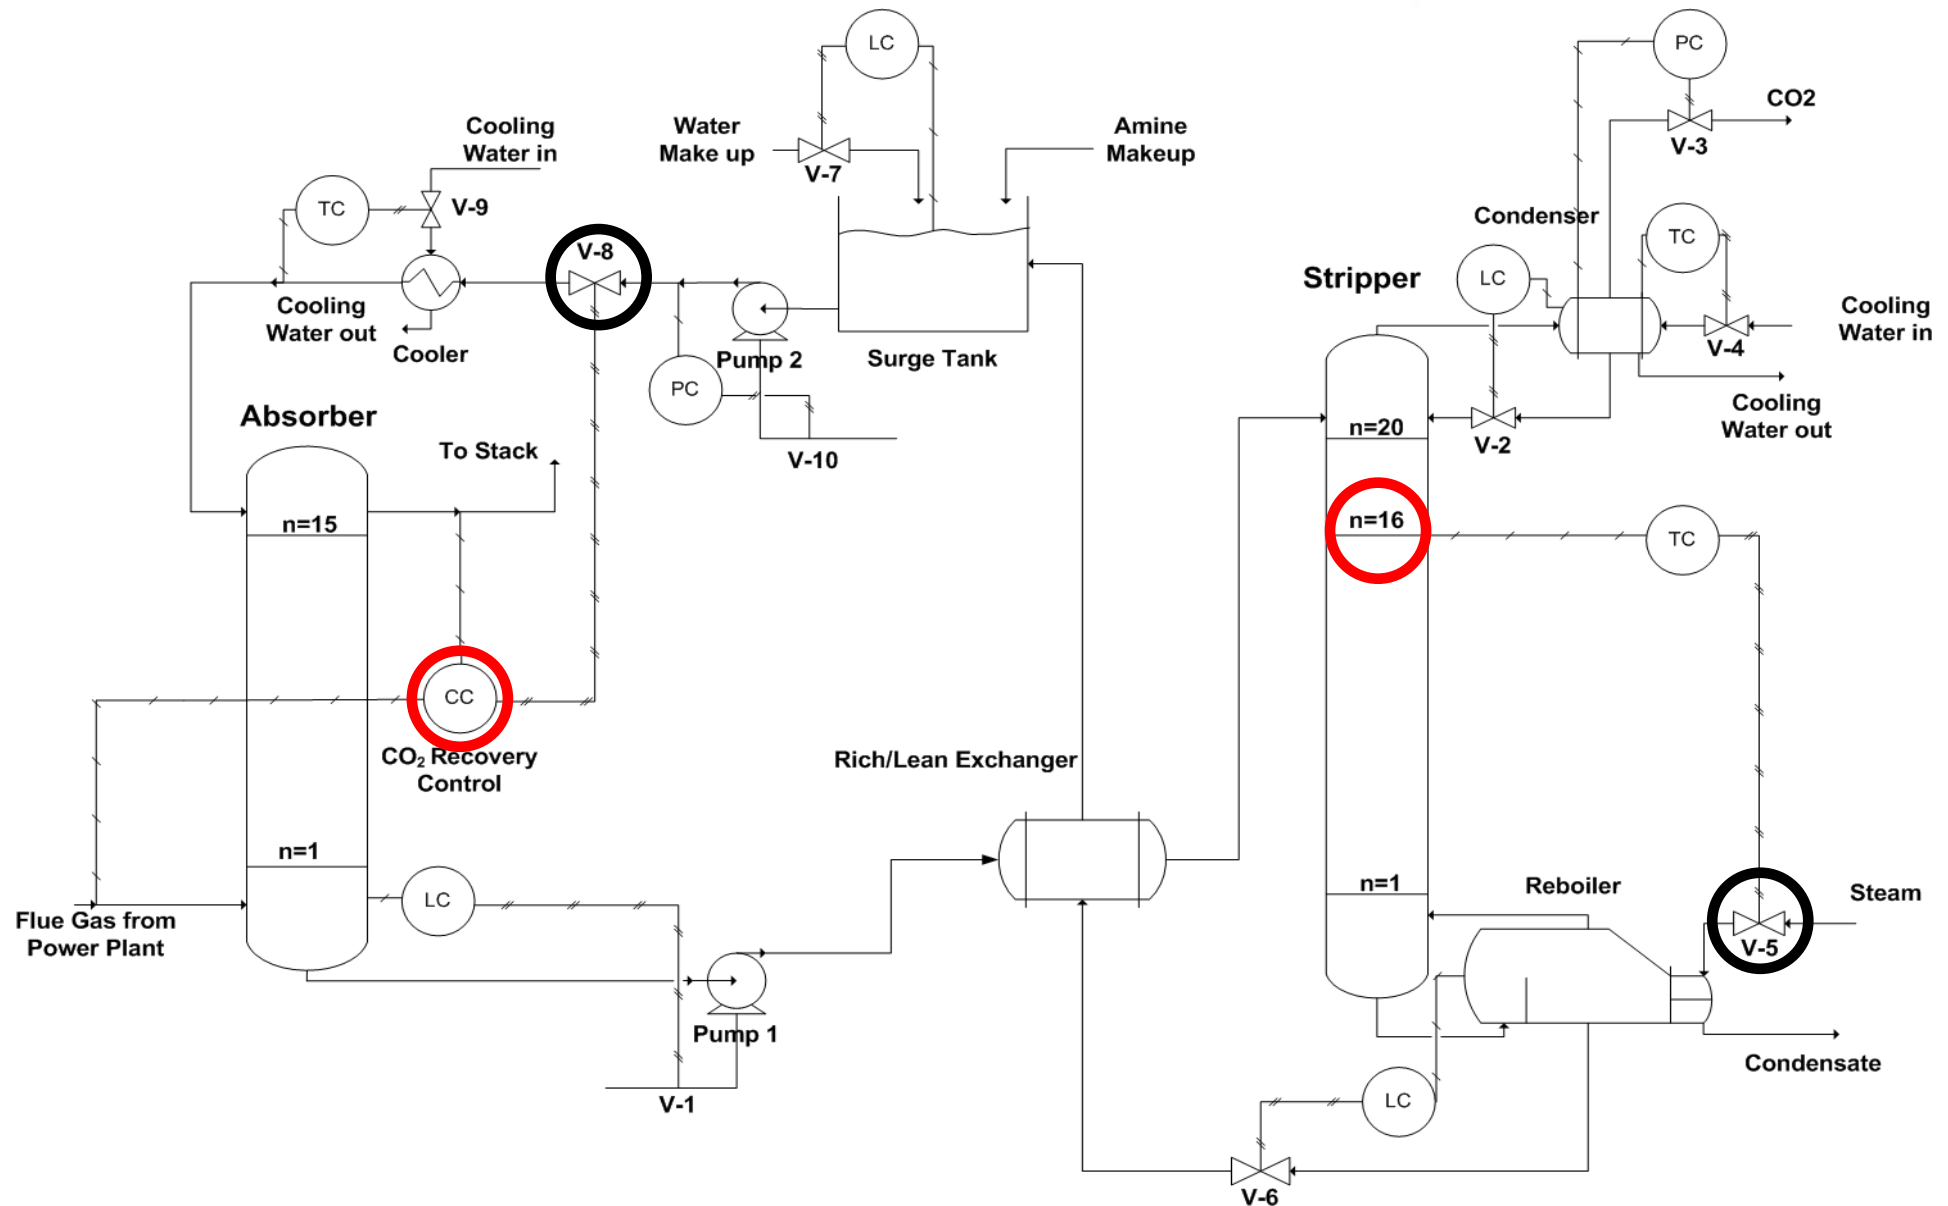 LC
PC
CO2
V-3
Cooling
Water in
Water
Make up
V-7
Amine
Makeup
TC
V-9
V-8
Condenser
TC
LC
Stripper
Cooling
Water in
V-4
Cooling
Water out
Cooler
PC
Pump 2
Surge Tank
Cooling
Water out
Absorber
To Stack
V-10
n=20
V-2
n=15
n=16
TC
CC
CO₂ Recovery
Control
Rich/Lean Exchanger
n=1
LC
Flue Gas from
Power Plant
n=1
Reboiler
Steam
V-5
Pump 1
V-1
Condensate
LC
V-6